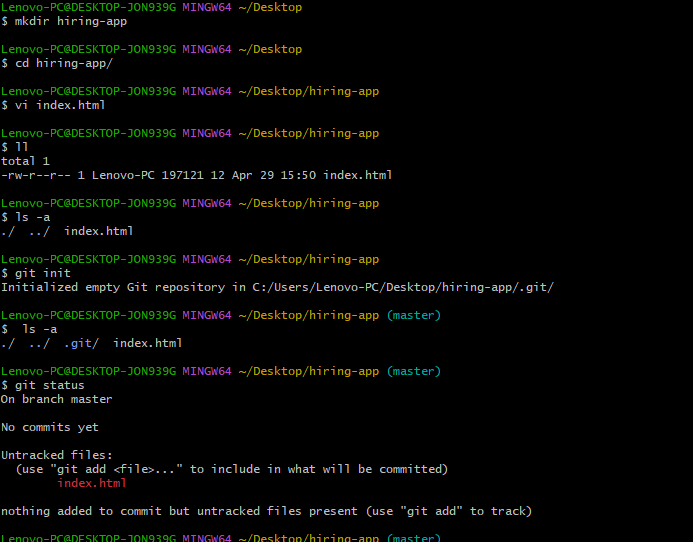 Lenovo-PC@DESKTOP-JON939G MINGW64 ~/Desktop
$ mkdir hiring-app
Lenovo-PC@DESKTOP-JON939G MINGW64 ~/Desktop
$ cd hiring-app/
Lenovo-PC@DESKTOP-JON939G MINGW64 ~/Desktop/hiring-app
$ vi index.html
Lenovo-PC@DESKTOP-JON939G MINGW64 ~/Desktop/hiring-app
$ ll
total 1
-rw-r--r-- 1 Lenovo-PC 197121 12 Apr 29 15:50 index.html
Lenovo-PC@DESKTOP-JON939G MINGW64 ~/Desktop/hiring-app
$ ls -a
./  ../  index.html
Lenovo-PC@DESKTOP-JON939G MINGW64 ~/Desktop/hiring-app
$ git init
Initialized empty Git repository in C:/Users/Lenovo-PC/Desktop/hiring-app/.git/
Lenovo-PC@DESKTOP-JON939G MINGW64 ~/Desktop/hiring-app (master)
$  ls -a
./  ../  .git/  index.html
Lenovo-PC@DESKTOP-JON939G MINGW64 ~/Desktop/hiring-app (master)
$ git status
On branch master
No commits yet
Untracked files:
  (use "git add <file>..." to include in what will be committed)
        index.html
nothing added to commit but untracked files present (use "git add" to track)
Lenovo-PC@DESKTOP-JON939G MINGW64 ~/Desktop/hiring-app (master)